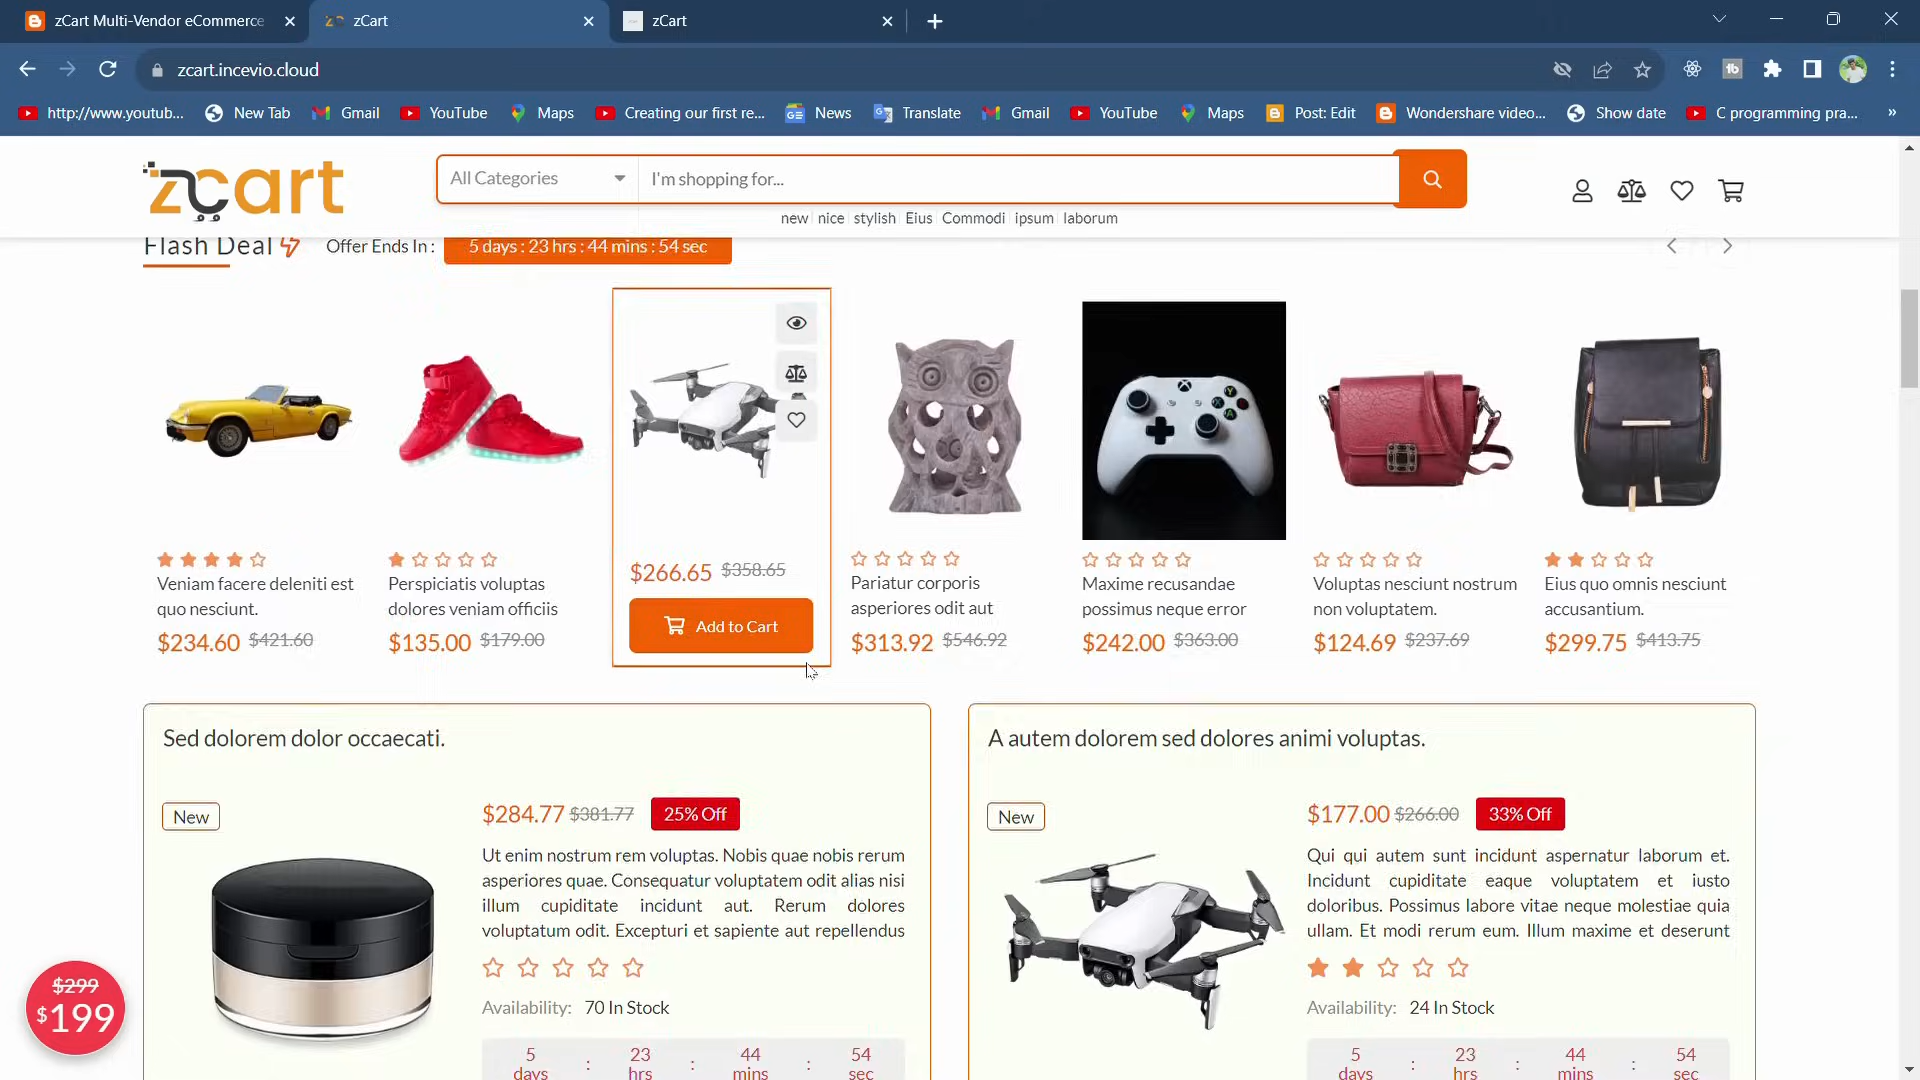 zCart Multi-Vendor eCommerce
zCart
zCart
zcart.incevio.cloud
http://www.youtub...
New Tab
Gmail
YouTube
Maps
Creating our first re...
News
Translate
Gmail
YouTube
Maps
Post: Edit
Wondershare video...
Show date
C programming pra...
»
zcart
All Categories
I'm shopping for...
new nice stylish Eius Commodi ipsum laborum
Flash Deal
Offer Ends In :
5 days : 23 hrs : 44 mins : 54 sec
Veniam facere deleniti est
quo nesciunt.
$234.60 $421.60
Perspiciatis voluptas
dolores veniam officiis
$135.00 $179.00
$266.65 $358.65
Add to Cart
Pariatur corporis
asperiores odit aut
$313.92 $546.92
Maxime recusandae
possimus neque error
$242.00 $363.00
Voluptas nesciunt nostrum
non voluptatem.
$124.69 $237.69
Eius quo omnis nesciunt
accusantium.
$299.75 $413.75
Sed dolorem dolor occaecati.
New
$284.77 $381.77 25% Off
Ut enim nostrum rem voluptas. Nobis quae nobis rerum
asperiores quae. Consequatur voluptatem odit alias nisi
illum cupiditate incidunt aut. Rerum dolores
voluptatum odit. Excepturi et sapiente aut repellendus
Availability: 70 In Stock
5 : 23 : 44 : 54
days hrs mins sec
A autem dolorem sed dolores animi voluptas.
New
$177.00 $266.00 33% Off
Qui qui autem sunt incidunt aspernatur laborum et.
Incidunt cupiditate eaque voluptatem et iusto
doloribus. Possimus labore vitae neque molestiae quia
ullam. Et modi rerum eum. Illum maxime et deserunt
Availability: 24 In Stock
5 : 23 : 44 : 54
days hrs mins sec
$299
$199